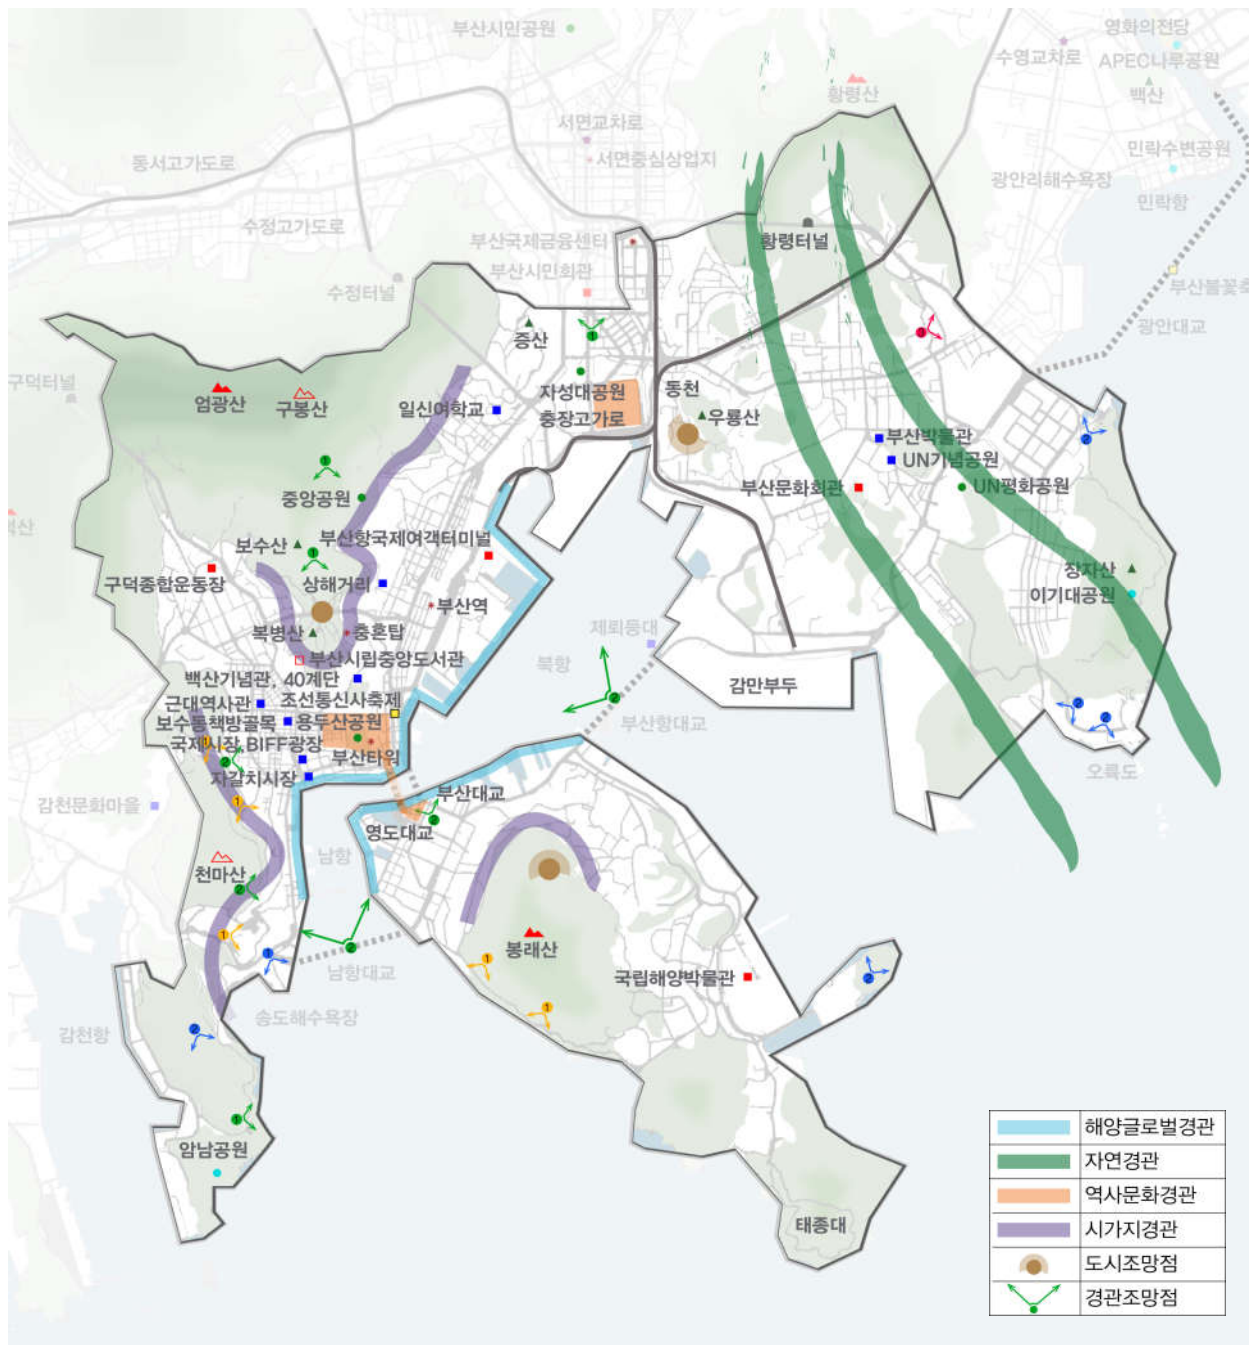 부산시민공원
영화의전당
수영교차로
APEC나루공원
황령산
백산
서면교차로
동서고가도로
서면중심상업지
민락수변공원
광안리해수욕장
민락항
수정고가도로
부산국제금융센터
황령터널
부산시민회관
수정터널
부산불꽃축
광안대교
증산
구덕터널
엄광산
구봉산
자성대공원
동천
일신여학교
충장고가로
우룡산
부산박물관
UN기념공원
중앙공원
부산문화회관
UN평화공원
보수산
부산항국제여객터미널
구덕종합운동장
상해거리
장자산
이기대공원
부산역
복병산
충혼탑
제뢰등대
부산시립중앙도서관
북항
백산기념관, 40계단
감만부두
근대역사관
조선통신사축제
보수동책방골목
용두산공원
부산항대교
국제시장,BIFF광장
부산타워
자갈치시장
오륙도
감천문화마을
부산대교
영도대교
남항
천마산
봉래산
남항대교
국립해양박물관
송도해수욕장
감천항
암남공원
태종대
해양글로벌경관
자연경관
역사문화경관
시가지경관
도시조망점
경관조망점